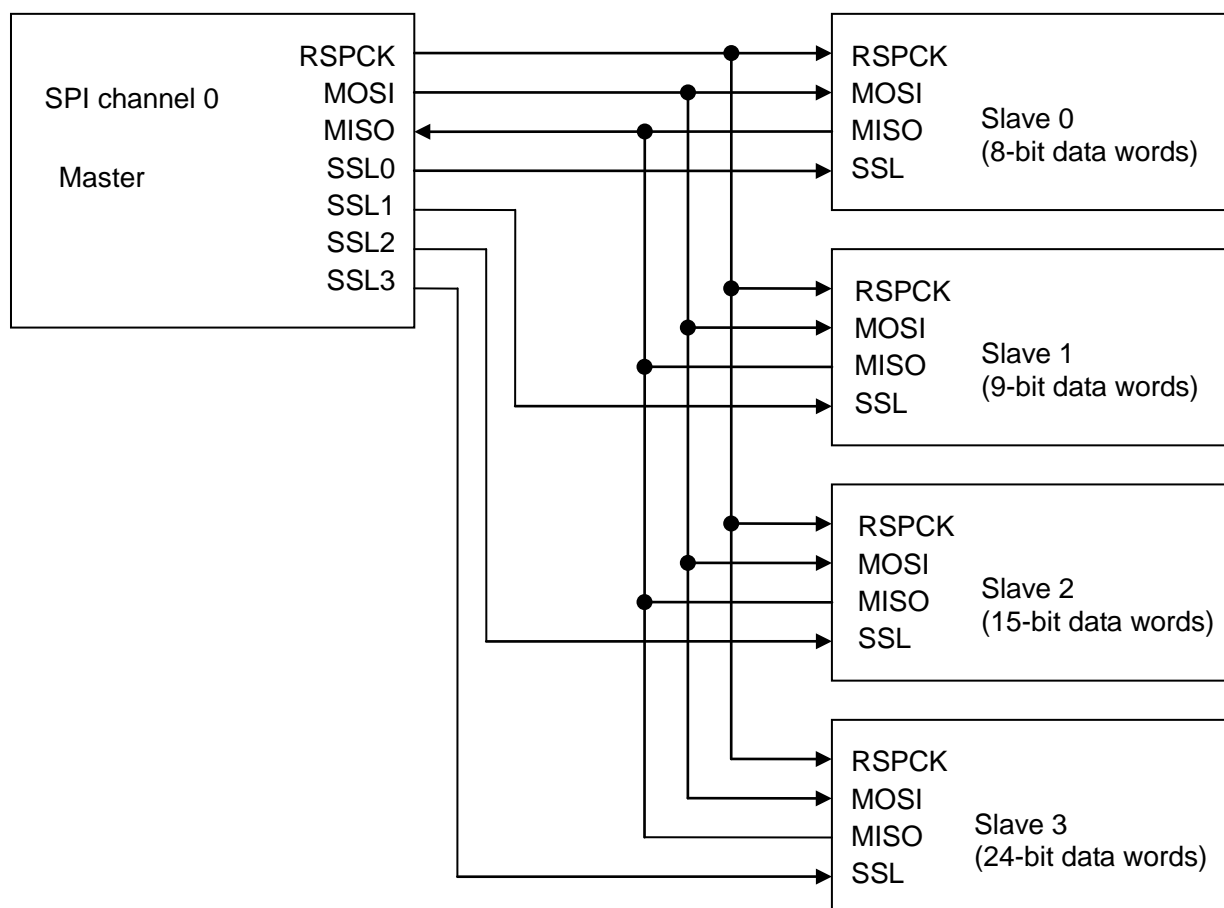 SPI channel 0
Master
RSPCK
MOSI
MISO
SSL0
SSL1
SSL2
SSL3
RSPCK
MOSI
MISO
SSL
Slave 0
(8-bit data words)
RSPCK
MOSI
MISO
SSL
Slave 1
(9-bit data words)
RSPCK
MOSI
MISO
SSL
Slave 2
(15-bit data words)
RSPCK
MOSI
MISO
SSL
Slave 3
(24-bit data words)